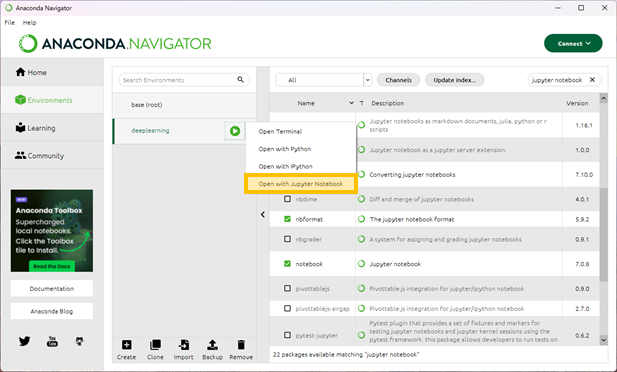 Anaconda Navigator
File Help
ANACONDA.NAVIGATOR
Connect
Home
Environments
Learning
Community
NEW
Anaconda Toolbox
Supercharged
local notebooks.
Click the Toolbox
tile to Install.
Read the Docs
Documentation
Anaconda Blog
You
Tube
Search Environments
base (root)
deeplearning
Open Terminal
Open with Python
Open with IPython
Open with Jupyter Notebook
Create
Clone
Import
Backup
Remove
All
Channels
Update index...
jupyter notebook
Name T Description Version
Jupyter notebooks as markdown documents, julia, python or r
scripts
1.16.1
Jupyter notebook as a jupyter server extension. 1.0.0
Converting jupyter notebooks 7.10.0
nbdime Diff and merge of jupyter notebooks 4.0.1
nbformat The jupyter notebook format 5.9.2
nbgrader A system for assigning and grading jupyter notebooks 0.9.1
notebook Jupyter notebook 7.0.8
pivottablejs Pivottable.js integration for jupyter/ipython notebook 0.9.0
pivottablejs-airgap Pivottable.js integration for jupyter/ipython notebook 2.7.0
pytest-jupyter
Pytest plugin that provides a set of fixtures and markers for
testing jupyter notebooks and jupyter kernel sessions using the
pytest framework. this package allows developers to run tests on
0.6.2
22 packages available matching "jupyter notebook"